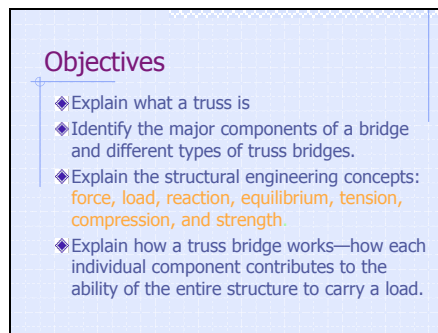 Objectives
Explain what a truss is
Identify the major components of a bridge
and different types of truss bridges.
Explain the structural engineering concepts:
force, load, reaction, equilibrium, tension,
compression, and strength.
Explain how a truss bridge works—how each
individual component contributes to the
ability of the entire structure to carry a load.